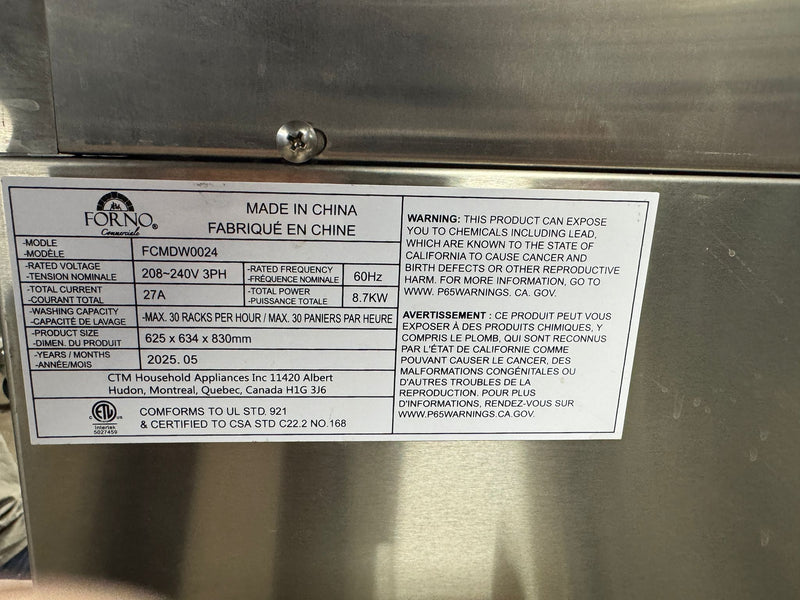 FORNO®
Commerciale
MADE IN CHINA
FABRIQUÉ EN CHINE
-MODLE
-MODÈLE
FCMDW0024
-RATED VOLTAGE
-TENSION NOMINALE
208~240V 3PH
-RATED FREQUENCY
-FRÉQUENCE NOMINALE
60Hz
-TOTAL CURRENT
-COURANT TOTAL
27A
-TOTAL POWER
-PUISSANCE TOTALE
8.7KW
-WASHING CAPACITY
-CAPACITÉ DE LAVAGE
-MAX. 30 RACKS PER HOUR / MAX. 30 PANIERS PAR HEURE
-PRODUCT SIZE
-DIMEN. DU PRODUIT
625 x 634 x 830mm
-YEARS / MONTHS
-ANNÉE/MOIS
2025. 05
CTM Household Appliances Inc 11420 Albert
Hudon, Montreal, Quebec, Canada H1G 3J6
ETL
C US
Intertek
5027459
CONFORMS TO UL STD. 921
& CERTIFIED TO CSA STD C22.2 NO.168
WARNING: THIS PRODUCT CAN EXPOSE
YOU TO CHEMICALS INCLUDING LEAD,
WHICH ARE KNOWN TO THE STATE OF
CALIFORNIA TO CAUSE CANCER AND
BIRTH DEFECTS OR OTHER REPRODUCTIVE
HARM. FOR MORE INFORMATION, GO TO
WWW. P65WARNINGS. CA. GOV.
AVERTISSEMENT : CE PRODUIT PEUT VOUS
EXPOSER À DES PRODUITS CHIMIQUES, Y
COMPRIS LE PLOMB, QUI SONT RECONNUS
PAR L'ÉTAT DE CALIFORNIE COMME
POUVANT CAUSER LE CANCER, DES
MALFORMATIONS CONGÉNITALES OU
D'AUTRES TROUBLES DE LA
REPRODUCTION. POUR PLUS
D'INFORMATIONS, RENDEZ-VOUS SUR
WWW.P65WARNINGS.CA.GOV.